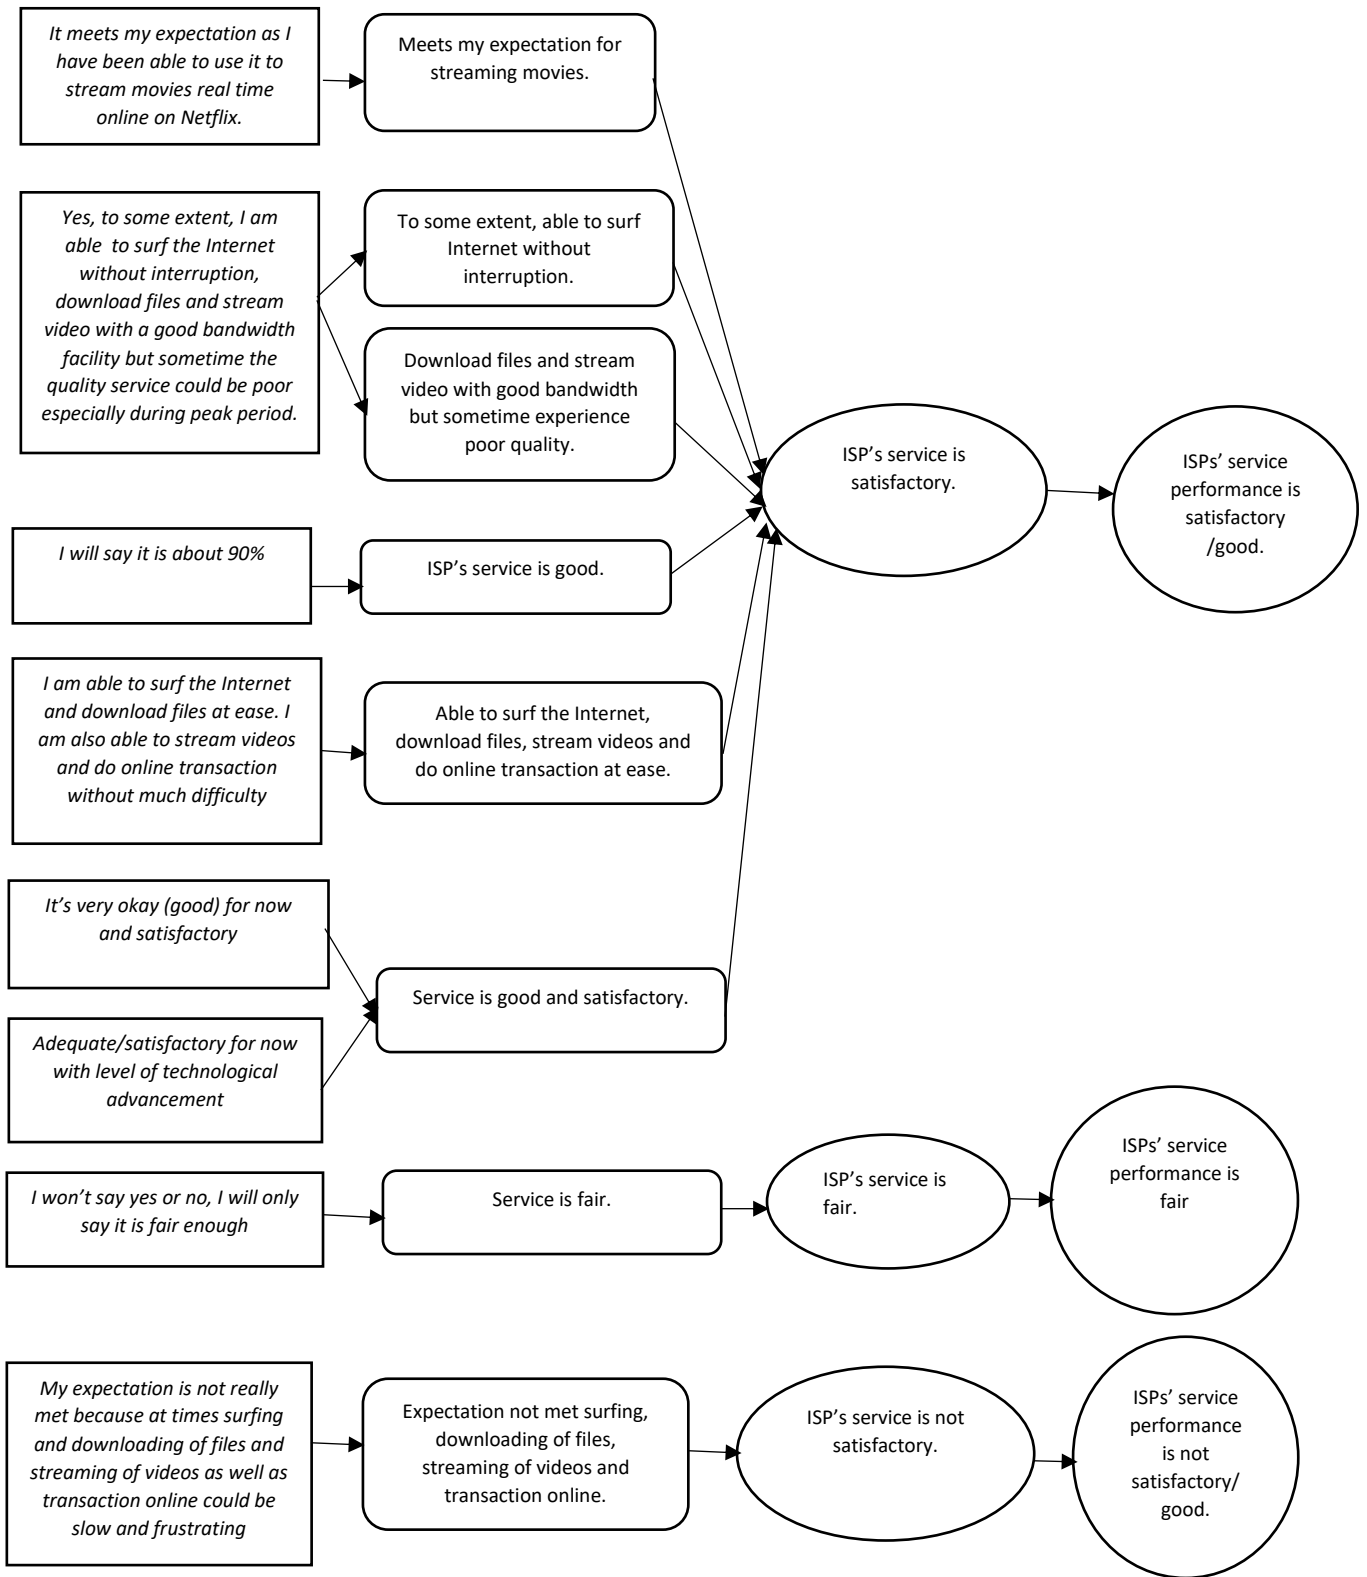 It meets my expectation as I
have been able to use it to
stream movies real time
online on Netflix.
Meets my expectation for
streaming movies.
Yes, to some extent, I am
able  to surf the Internet
without interruption,
download files and stream
video with a good bandwidth
facility but sometime the
quality service could be poor
especially during peak period.
To some extent, able to surf
Internet without
interruption.
Download files and stream
video with good bandwidth
but sometime experience
poor quality.
ISP’s service is
satisfactory.
ISPs’ service
performance is
satisfactory
/good.
I will say it is about 90%
ISP’s service is good.
I am able to surf the Internet
and download files at ease. I
am also able to stream videos
and do online transaction
without much difficulty
Able to surf the Internet,
download files, stream videos and
do online transaction at ease.
It’s very okay (good) for now
and satisfactory
Service is good and satisfactory.
Adequate/satisfactory for now
with level of technological
advancement
I won’t say yes or no, I will only
say it is fair enough
Service is fair.
ISP’s service is
fair.
ISPs’ service
performance is
fair
My expectation is not really
met because at times surfing
and downloading of files and
streaming of videos as well as
transaction online could be
slow and frustrating
Expectation not met surfing,
downloading of files,
streaming of videos and
transaction online.
ISP’s service is not
satisfactory.
ISPs’ service
performance
is not
satisfactory/
good.